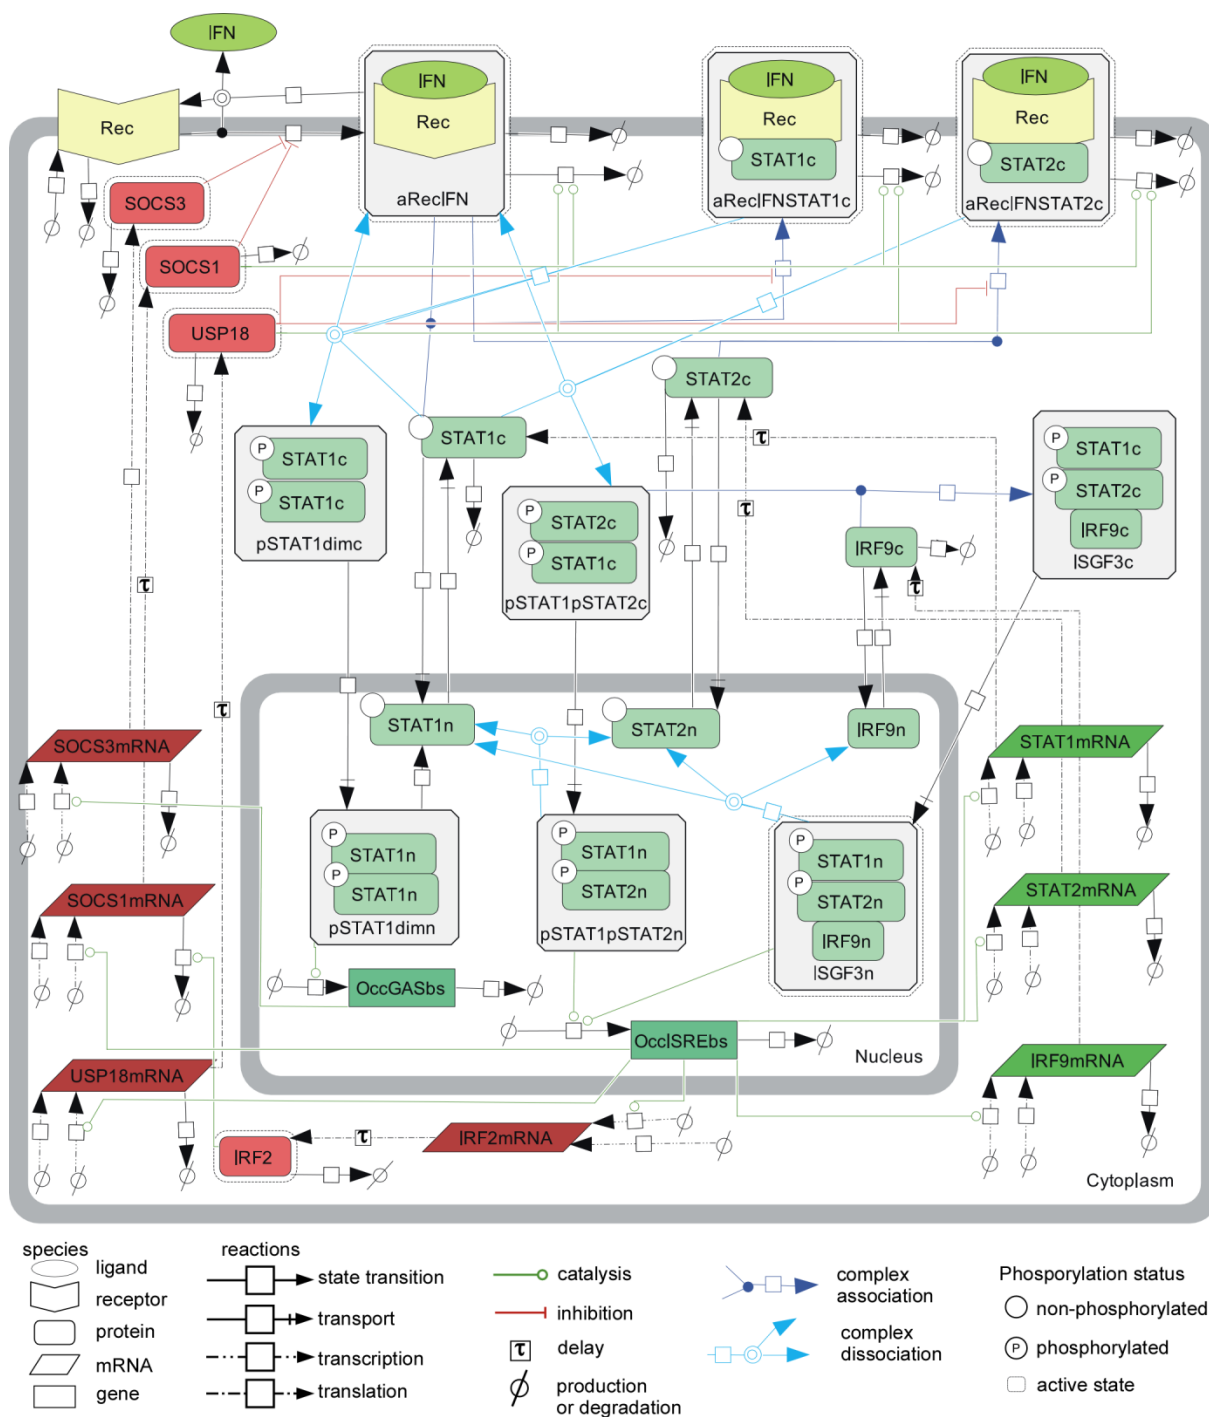 IFN
IFN
IFN
IFN
Rec
Rec
Rec
Rec
STAT1c
STAT2c
aRecIFN
aRecIFNSTAT1c
aRecIFNSTAT2c
SOCS3
SOCS1
USP18
STAT2c
STAT1c
τ
P
STAT1c
P
STAT1c
pSTAT1dimc
P
STAT2c
P
STAT1c
pSTAT1pSTAT2c
P
STAT1c
P
STAT2c
IRF9c
ISGF3c
τ
IRF9c
τ
τ
τ
STAT1n
STAT2n
IRF9n
SOCS3mRNA
STAT1mRNA
P
STAT1n
P
STAT1n
pSTAT1dimn
P
STAT1n
P
STAT2n
pSTAT1pSTAT2n
P
STAT1n
P
STAT2n
IRF9n
ISGF3n
SOCS1mRNA
STAT2mRNA
OccGASbs
OccISREbs
Nucleus
USP18mRNA
IRF9mRNA
IRF2
τ
IRF2mRNA
Cytoplasm
species
ligand
receptor
protein
mRNA
gene
reactions
state transition
transport
transcription
translation
catalysis
inhibition
τ delay
production
or degradation
complex
association
complex
dissociation
Phosporylation status
non-phosphorylated
P phosphorylated
active state